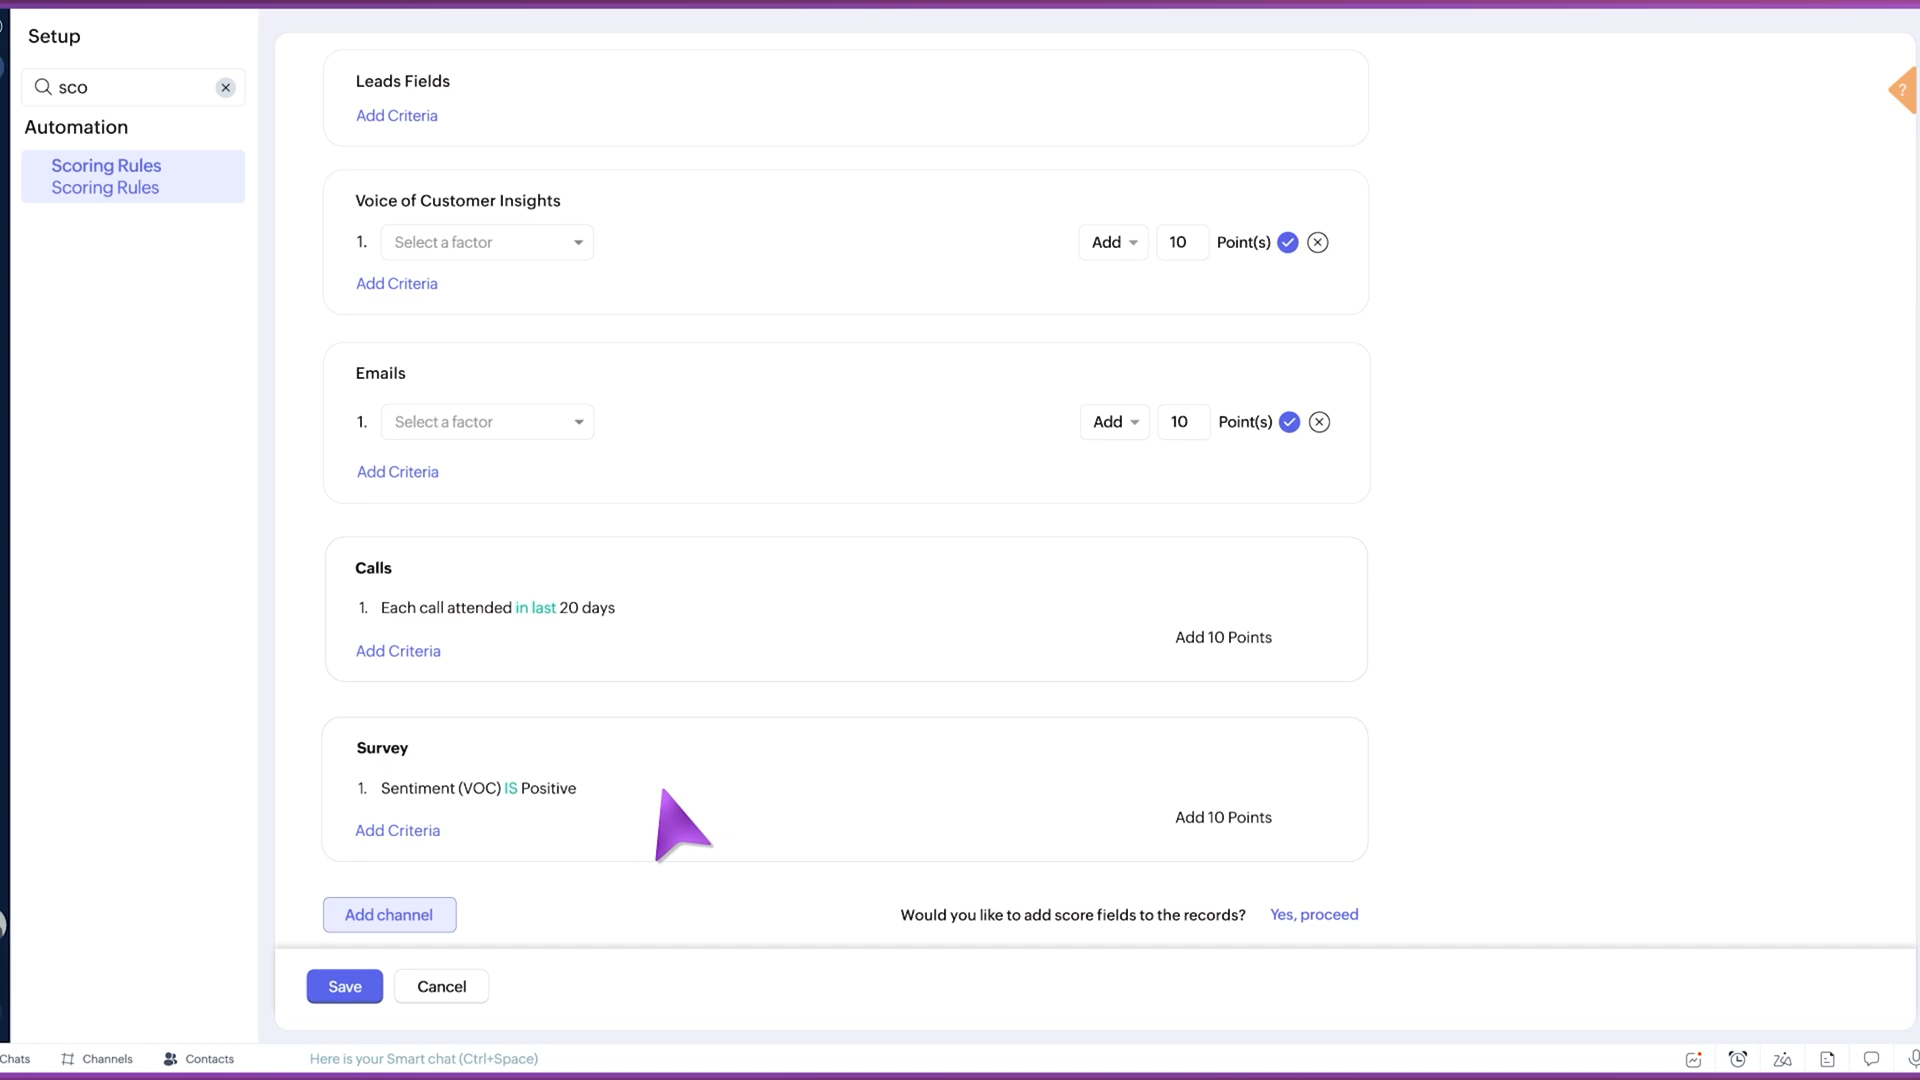 Setup
sco
Automation
Scoring Rules
Scoring Rules
Leads Fields
Add Criteria
Voice of Customer Insights
1. Select a factor Add 10 Point(s)
Add Criteria
Emails
1. Select a factor Add 10 Point(s)
Add Criteria
Calls
1. Each call attended in last 20 days
Add 10 Points
Add Criteria
Survey
1. Sentiment (VOC) IS Positive
Add 10 Points
Add Criteria
Add channel Would you like to add score fields to the records? Yes, proceed
Save Cancel
?
Chats Channels Contacts Here is your Smart chat (Ctrl+Space)